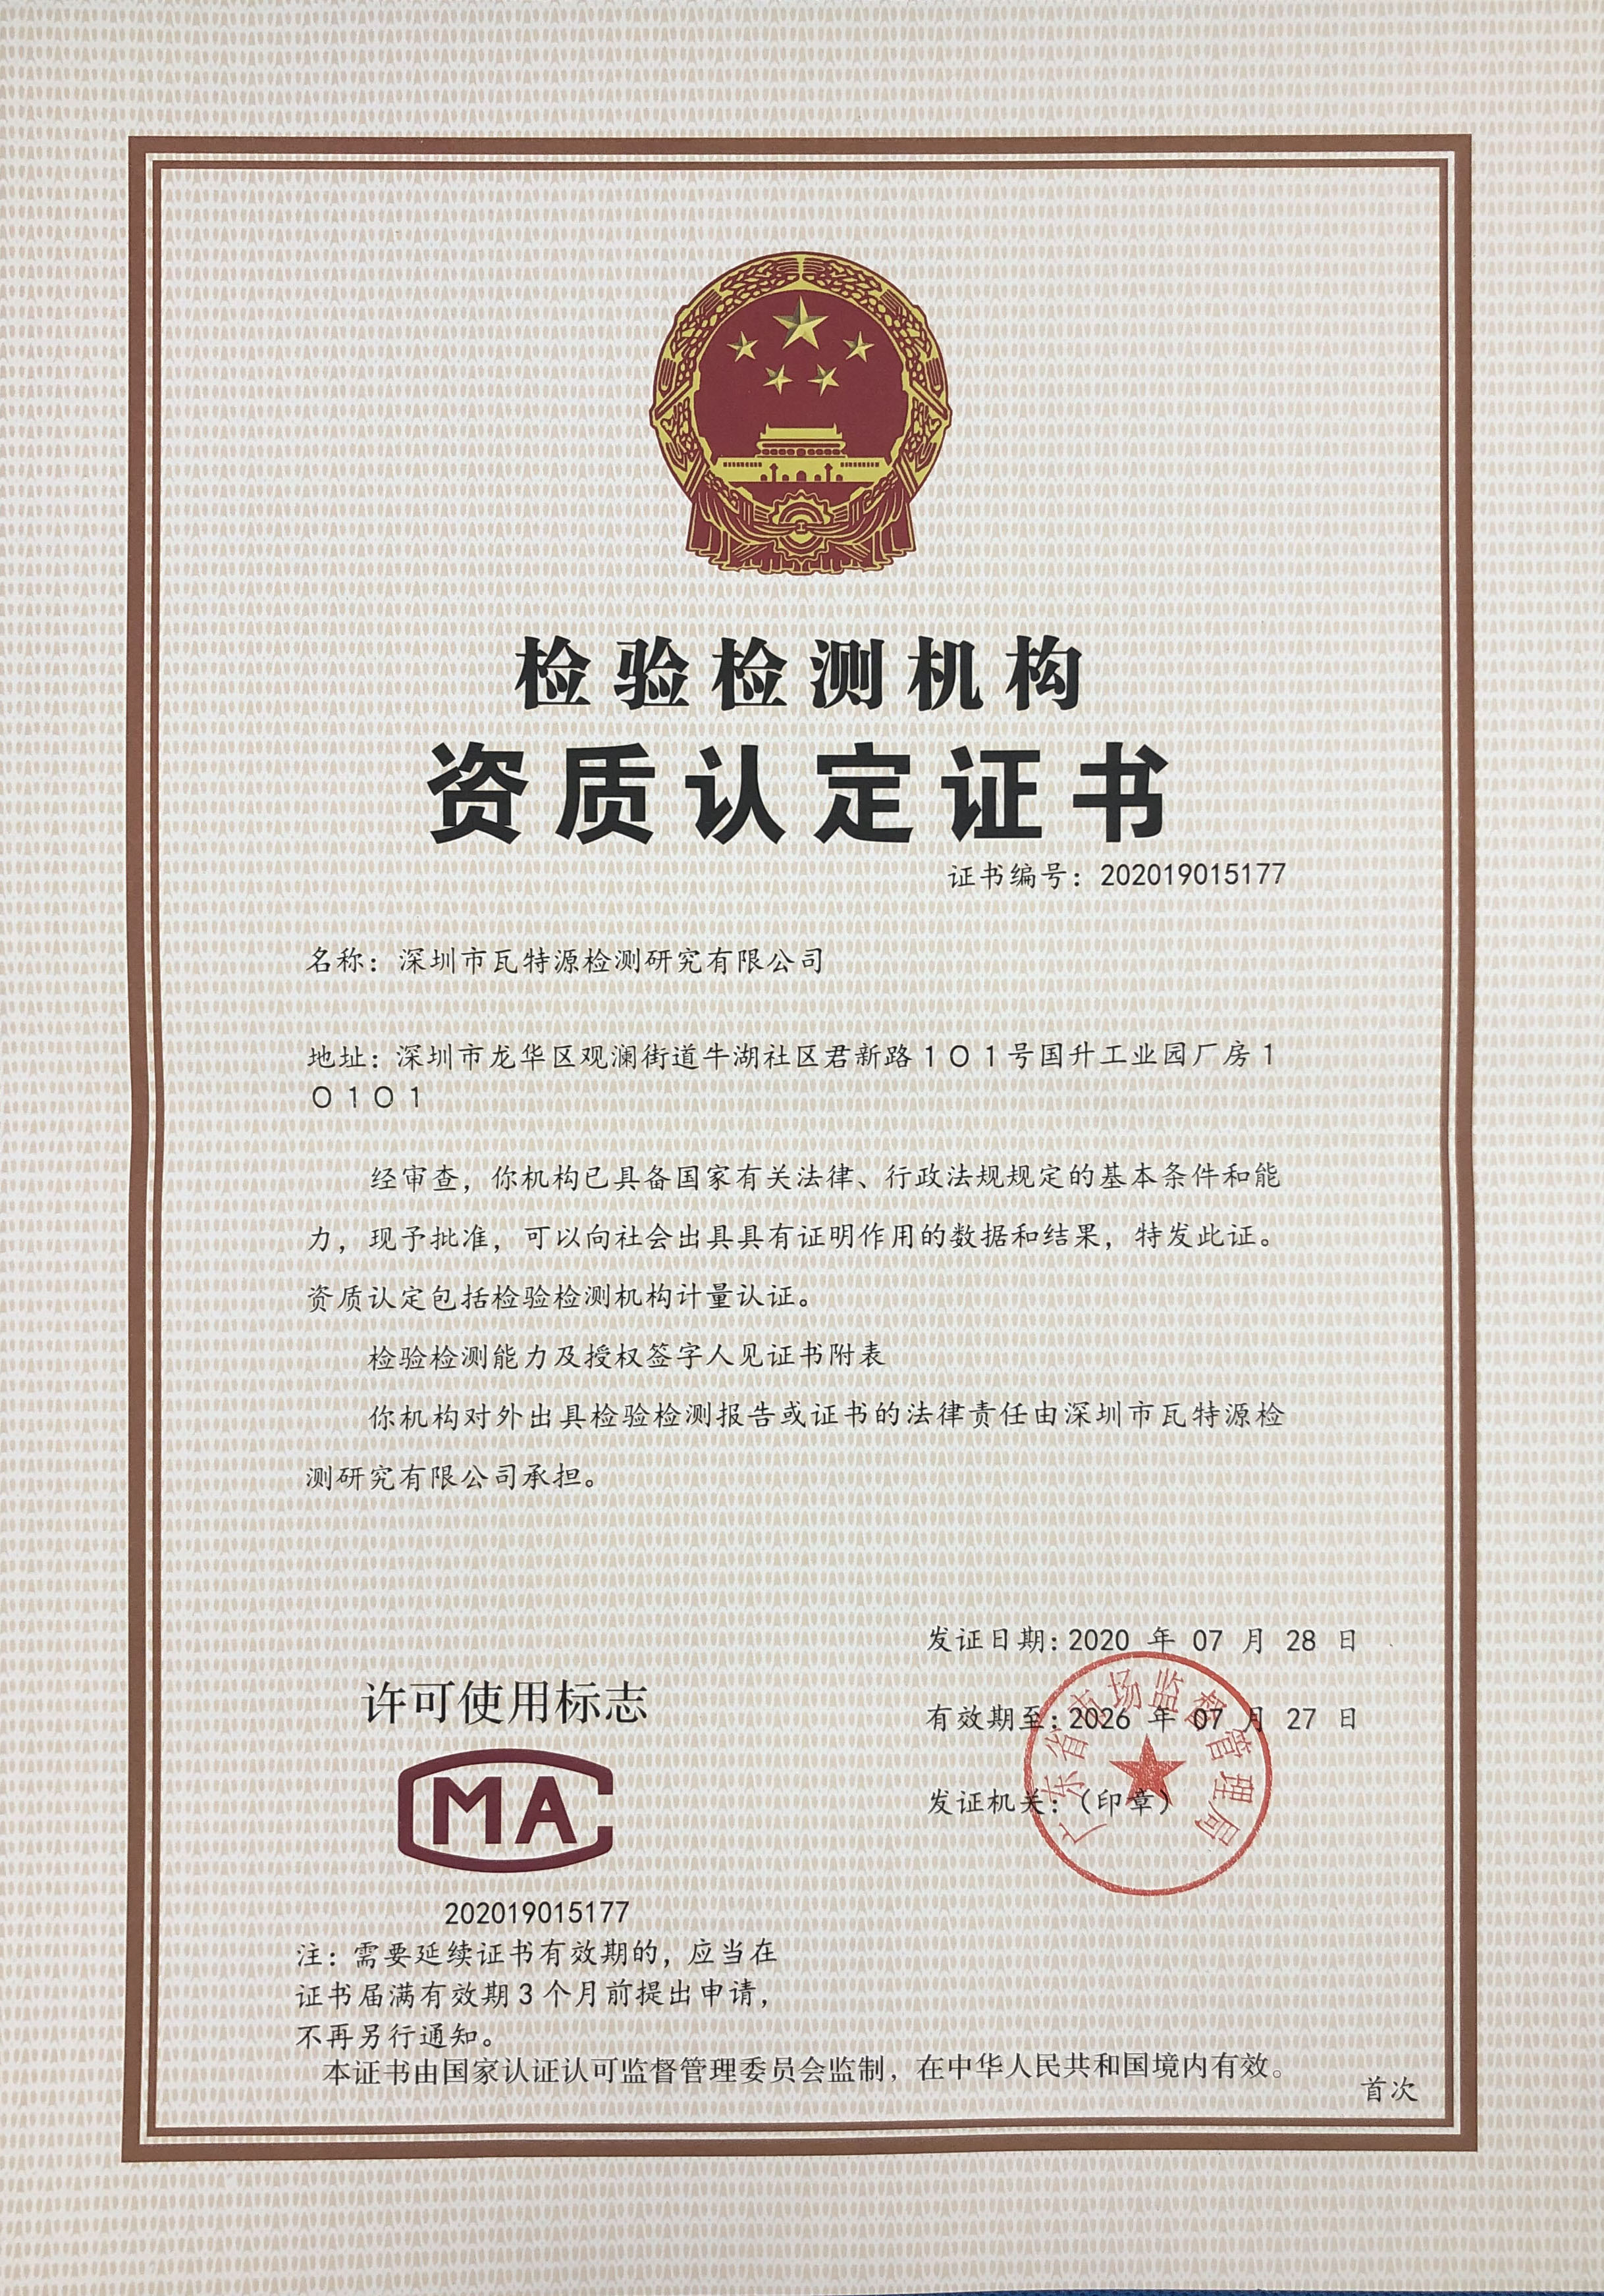 检验检测机构
资质认定证书
证书编号：202019015177
名称：深圳市瓦特源检测研究有限公司
地址：深圳市龙华区观澜街道牛湖社区君新路１０１号国升工业园厂房１
０１０１
经审查，你机构已具备国家有关法律、行政法规规定的基本条件和能
力，现予批准，可以向社会出具具有证明作用的数据和结果，特发此证。
资质认定包括检验检测机构计量认证。
检验检测能力及授权签字人见证书附表
你机构对外出具检验检测报告或证书的法律责任由深圳市瓦特源检
测研究有限公司承担。
发证日期：2020 年 07 月 28 日
有效期至：2026 年 07 月 27 日
发证机关：（印章）
广东省市场监督管理局
许可使用标志
MA
202019015177
注：需要延续证书有效期的，应当在
证书届满有效期3个月前提出申请，
不再另行通知。
本证书由国家认证认可监督管理委员会监制，在中华人民共和国境内有效。
首次